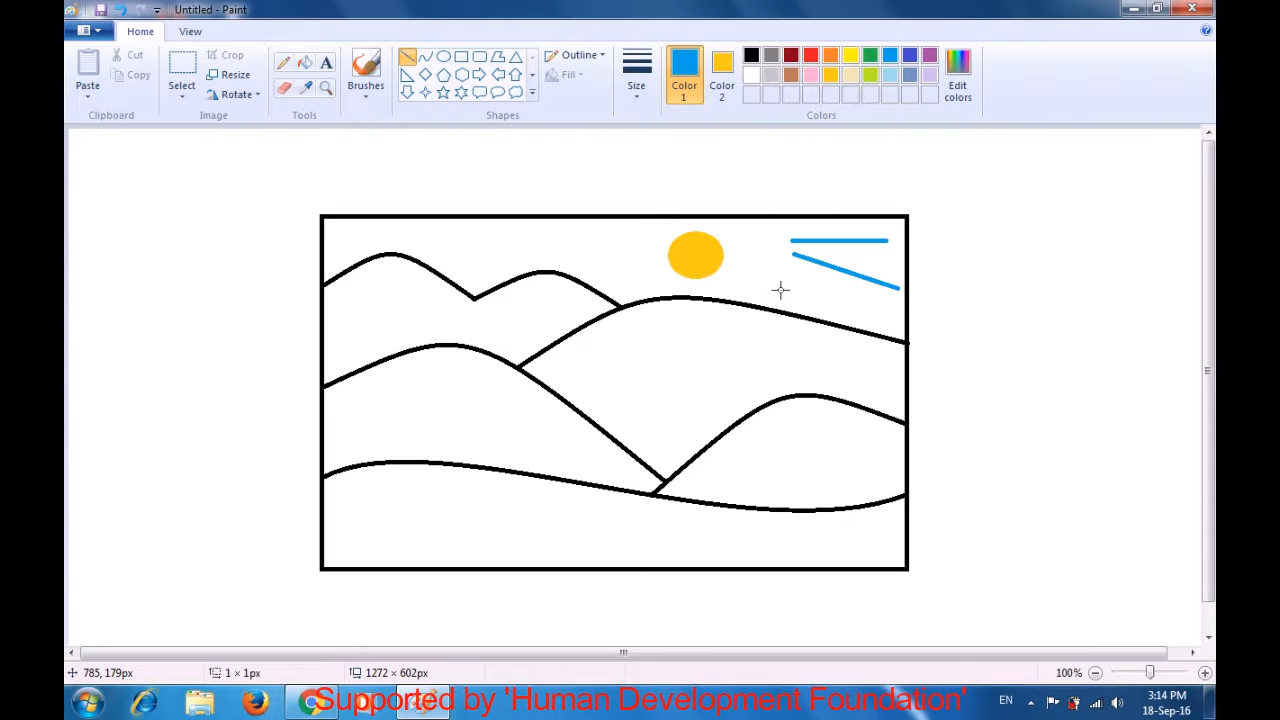 Untitled - Paint
Home View
Paste
Cut
Copy
Clipboard
Select
Crop
Resize
Rotate
Image
A
Tools
Brushes
Outline
Fill
Shapes
Size
Color 1
Color 2
Edit colors
Colors
785, 179px
1 × 1px
1272 × 602px
100%
Supported by 'Human Development Foundation'
EN
3:14 PM
18-Sep-16